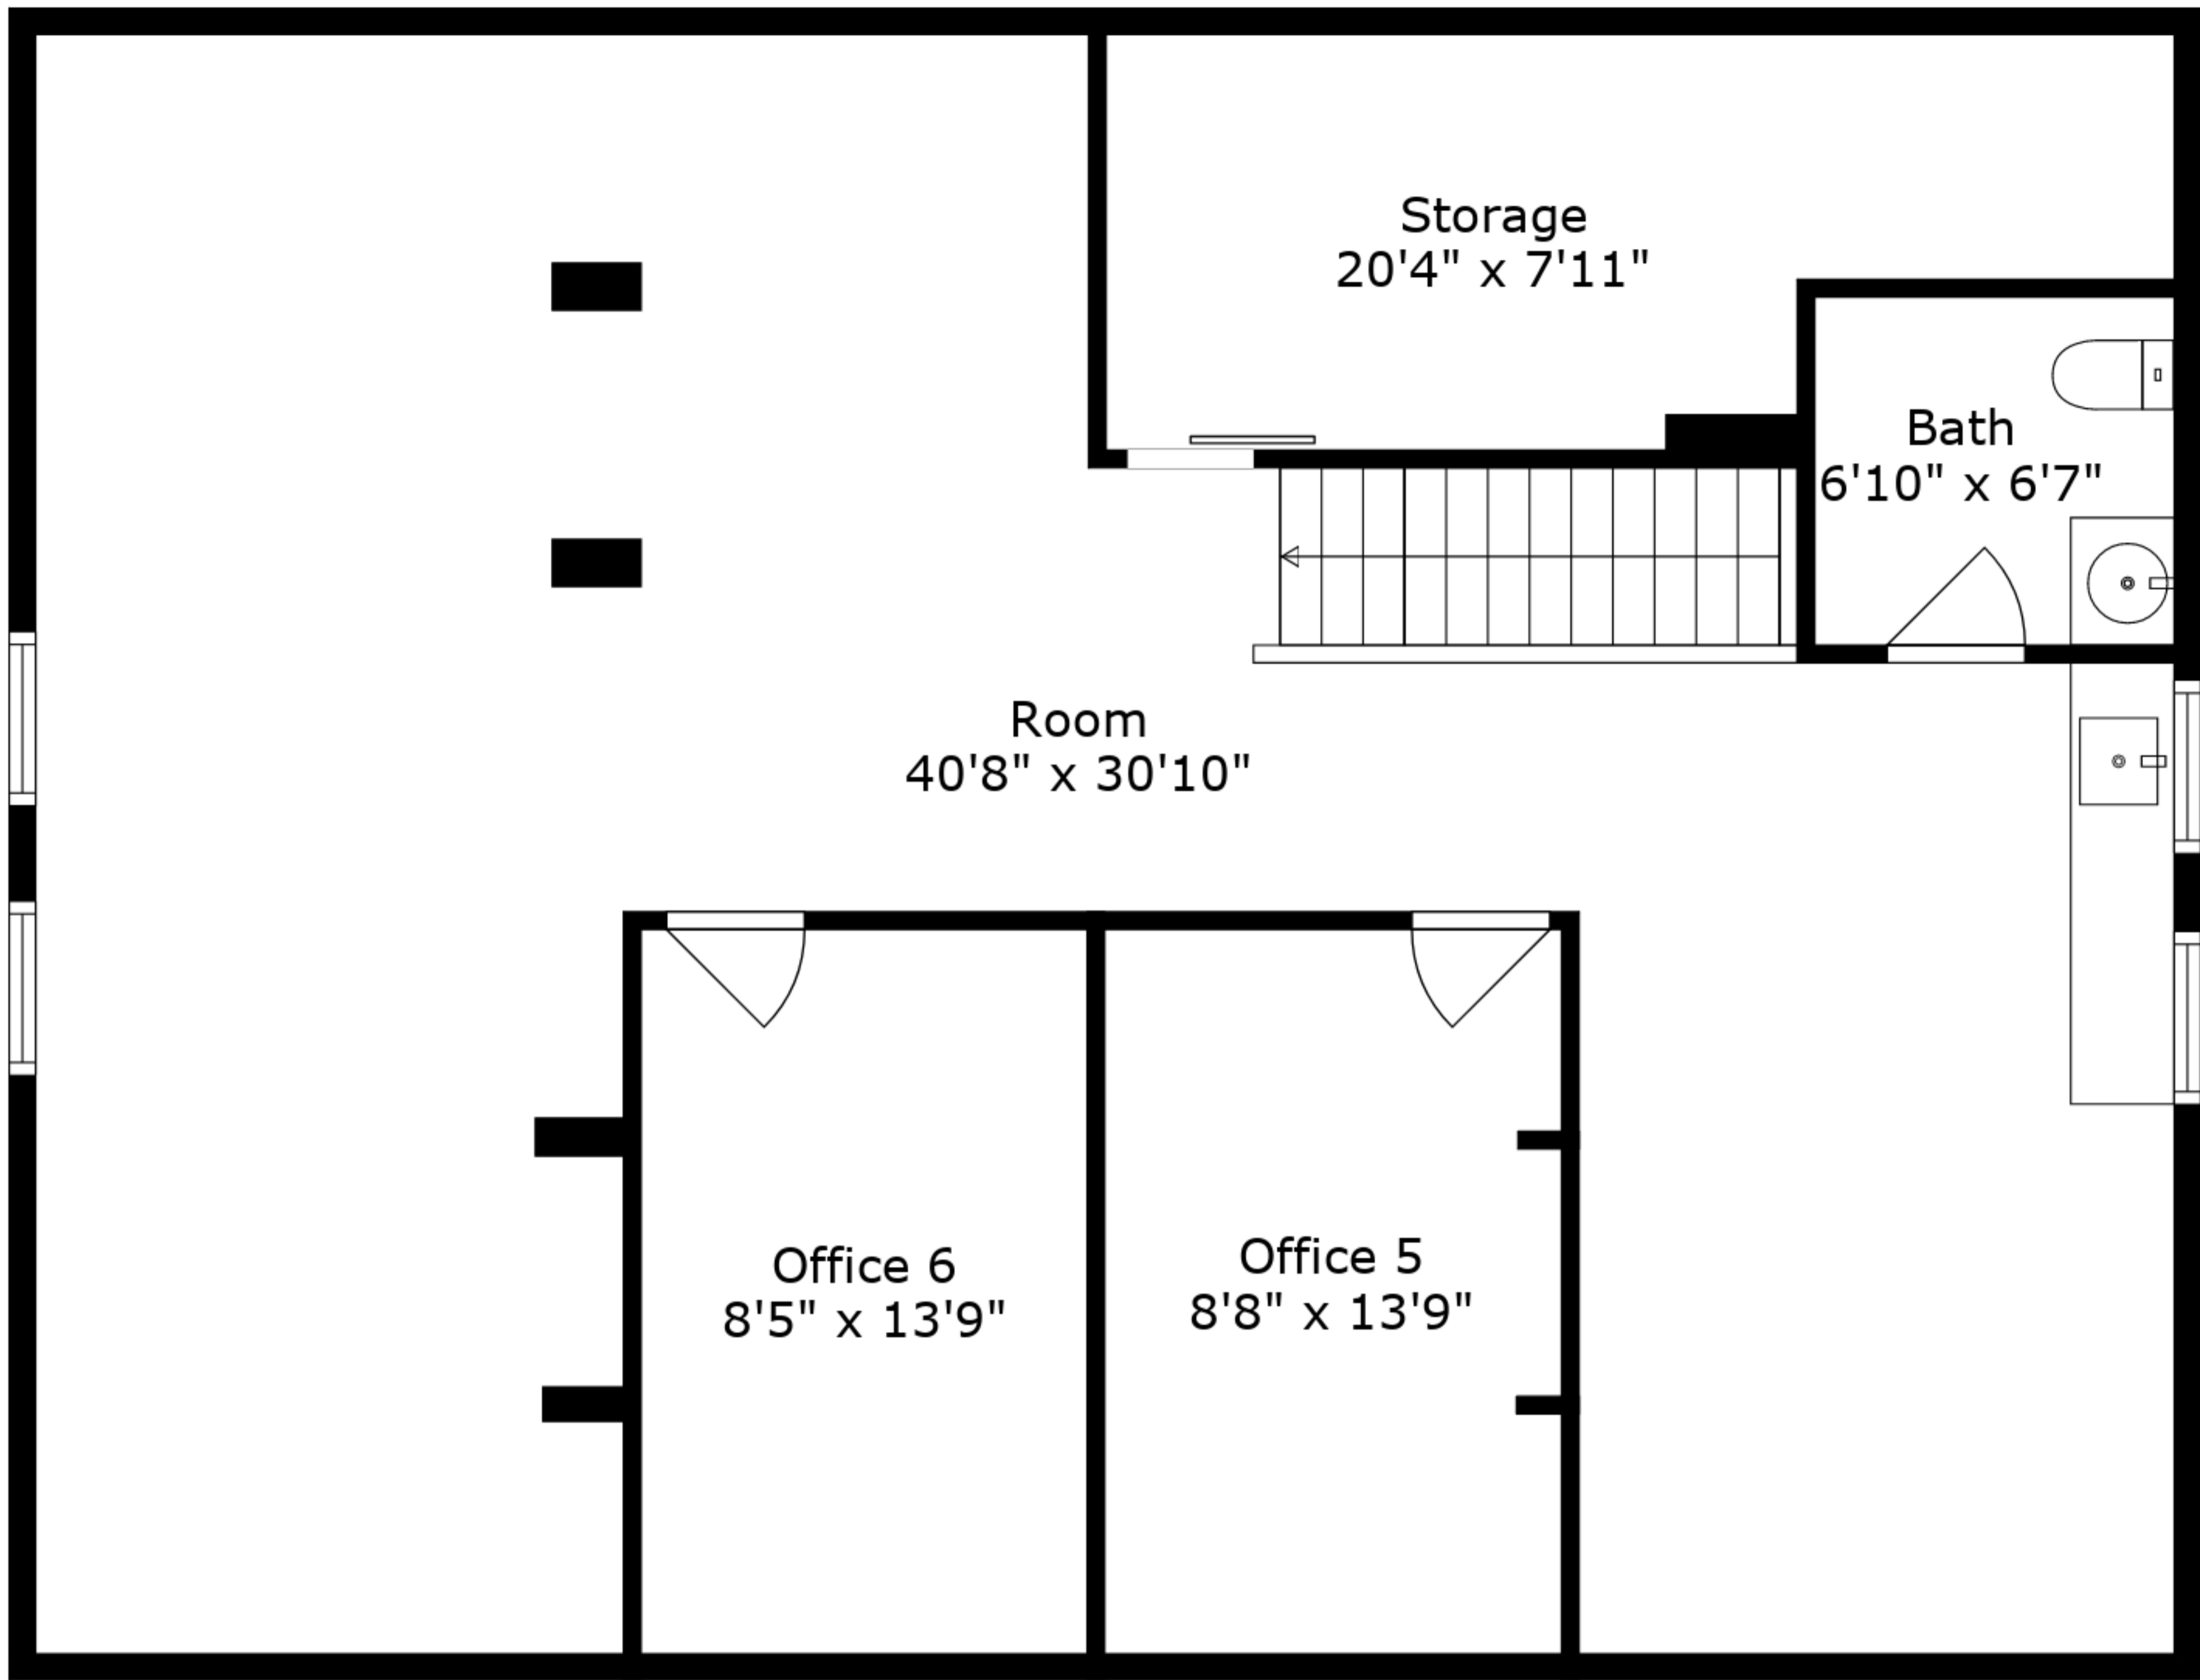 Storage
20'4" x 7'11"
Bath
6'10" x 6'7"
Room
40'8" x 30'10"
Office 6
8'5" x 13'9"
Office 5
8'8" x 13'9"